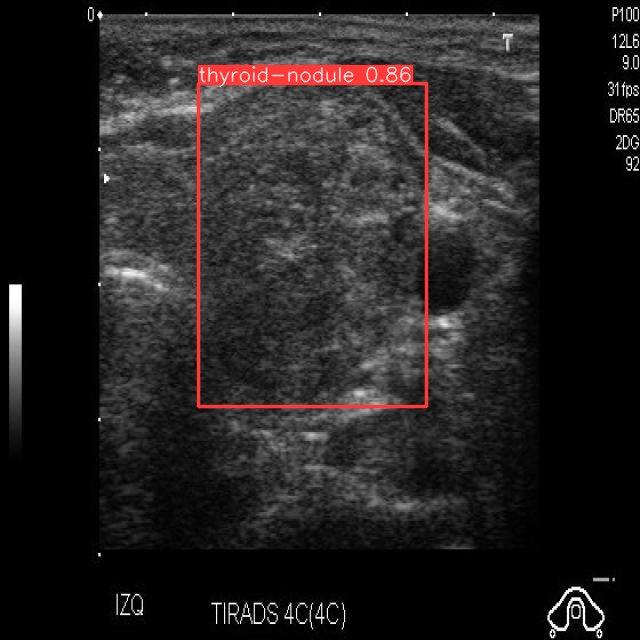 0
T
P100
12L6
9.0
31fps
DR65
2DG
92
thyroid-nodule 0.86
IZQ
TIRADS 4C(4C)